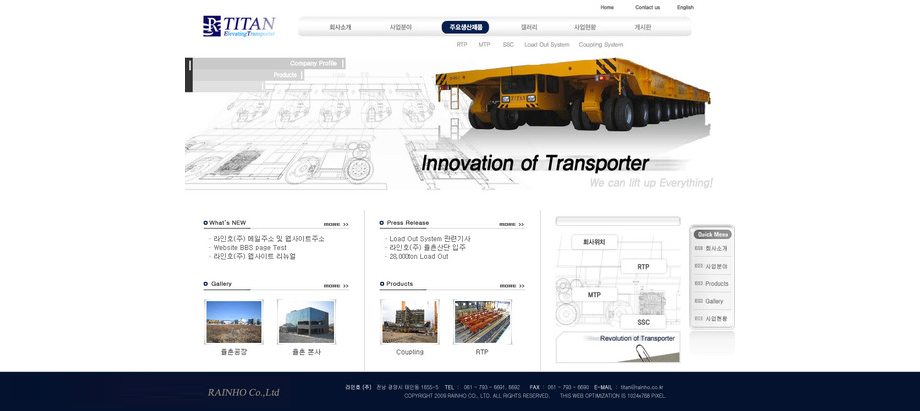 Home Contact us English
TITAN
Elevating Transporter
회사소개 사업분야 주요생산제품 갤러리 사업현황 게시판
RTP MTP SSC Load Out System Coupling System
Company Profile
Products
TITAN
Innovation of Transporter
We can lift up Everything!
What's NEW more >>
- 라인호(주) 메일주소 및 웹사이트주소
- Website BBS page Test
- 라인호(주) 웹사이트 리뉴얼
Press Release more >>
- Load Out System 관련기사
- 라인호(주) 율촌산단 입주
- 28,000ton Load Out
Gallery more >>
율촌공장 율촌 본사
Products more >>
Coupling RTP
회사위치
RTP
MTP
SSC
Revolution of Transporter
Quick Menu
회사소개
사업분야
Products
Gallery
사업현황
RAINHO Co.,Ltd
라인호 (주) 전남 광양시 태인동 1655-5 TEL : 061 - 793 - 6691, 6692 FAX : 061 - 793 - 6690 E-MAIL : titan@rainho.co.kr
COPYRIGHT 2009 RAINHO CO., LTD. ALL RIGHTS RESERVED. THIS WEB OPTIMIZATION IS 1024x768 PIXEL.